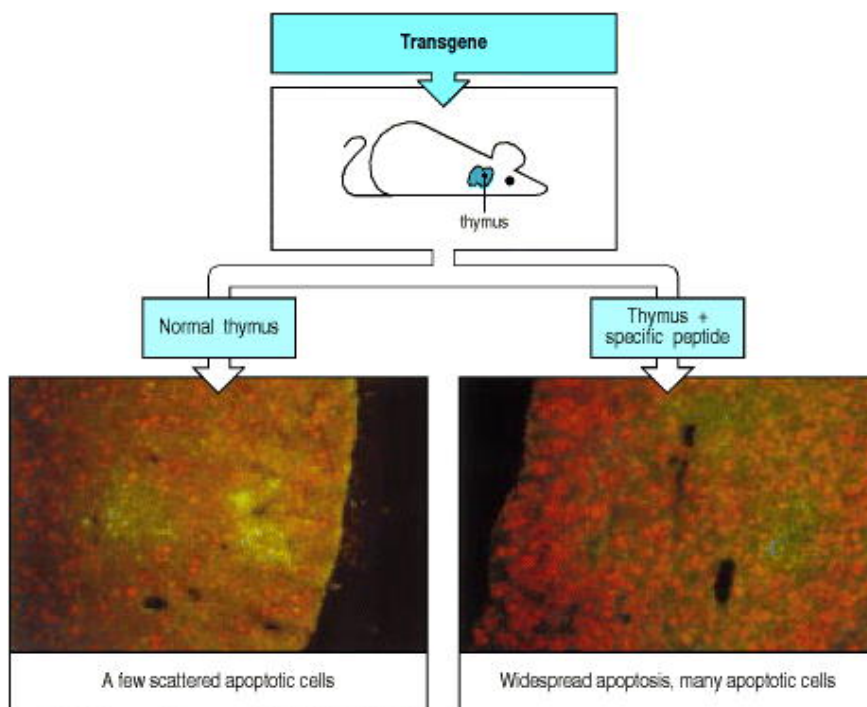 Transgene
thymus
Normal thymus
Thymus +
specific peptide
A few scattered apoptotic cells
Widespread apoptosis, many apoptotic cells